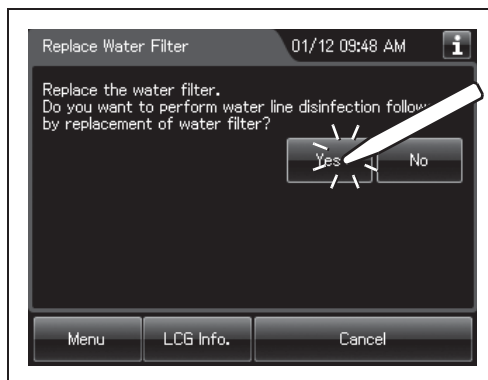 Replace Water Filter 01/12 09:48 AM i
Replace the water filter.
Do you want to perform water line disinfection
by replacement of water filter?
Yes No
Menu LCG Info. Cancel